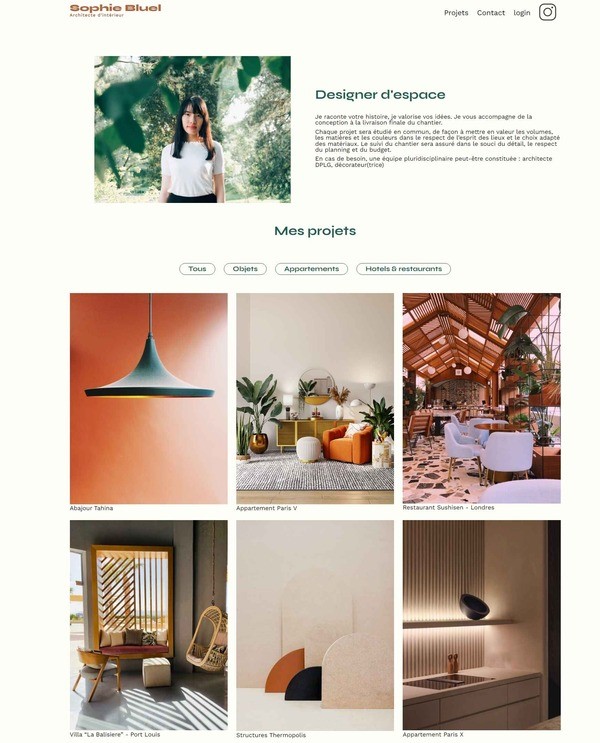 Sophie Bluel
Architecte d'intérieur
Projets Contact login
Designer d'espace
Je raconte votre histoire, je valorise vos idées. Je vous accompagne de la
conception à la livraison finale du chantier.
Chaque projet sera étudié en commun, de façon à mettre en valeur les volumes,
les matières et les couleurs dans le respect de l'esprit des lieux et le choix adapté
des matériaux. Le suivi du chantier sera assuré dans le souci du détail, le respect
du planning et du budget.
En cas de besoin, une équipe pluridisciplinaire peut-être constituée : architecte
DPLG, décorateur(trice)
Mes projets
Tous Objets Appartements Hotels & restaurants
Abajour Tahina Appartement Paris V Restaurant Sushisen - Londres
Villa "La Balisiere" - Port Louis Structures Thermopolis Appartement Paris X